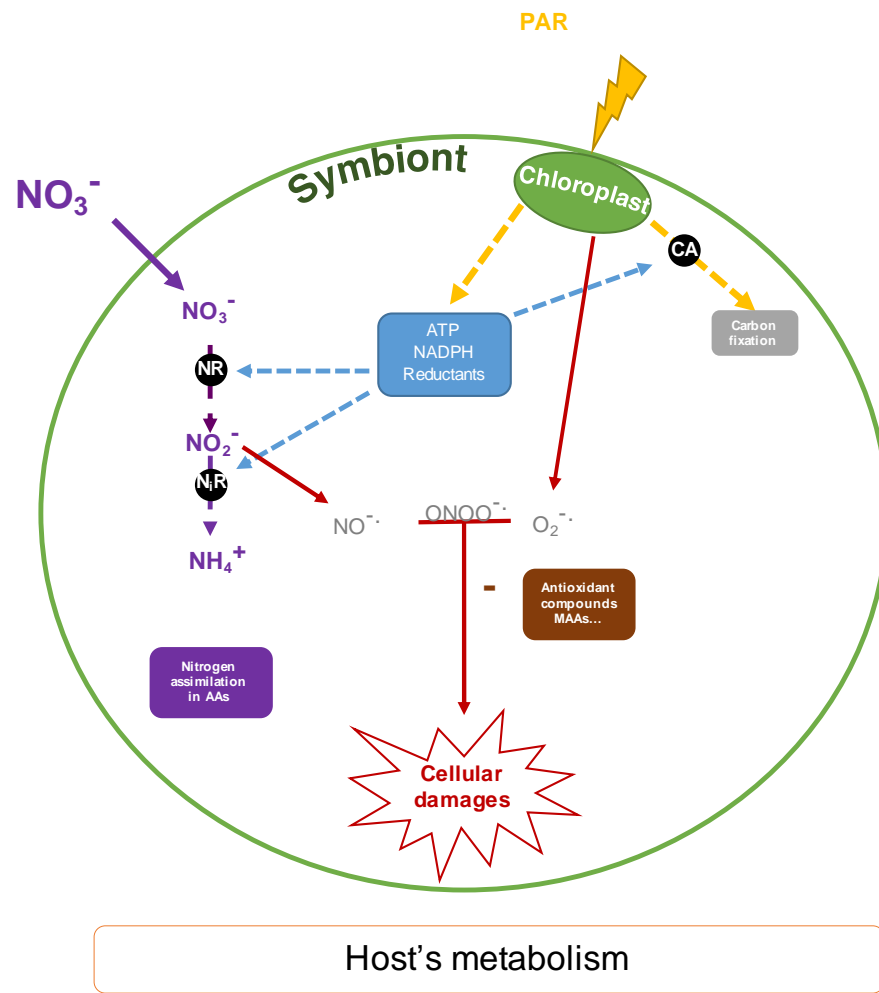 PAR
Symbiont
Chloroplast
NO₃⁻
CA
NO₃⁻
ATP
NADPH
Reductants
Carbon
fixation
NR
NO₂⁻
NᵢR
NO⁻·
ONOO⁻·
O₂⁻·
NH₄⁺
-
Antioxidant
compounds
MAAs...
Nitrogen
assimilation
in AAs
Cellular
damages
Host's metabolism